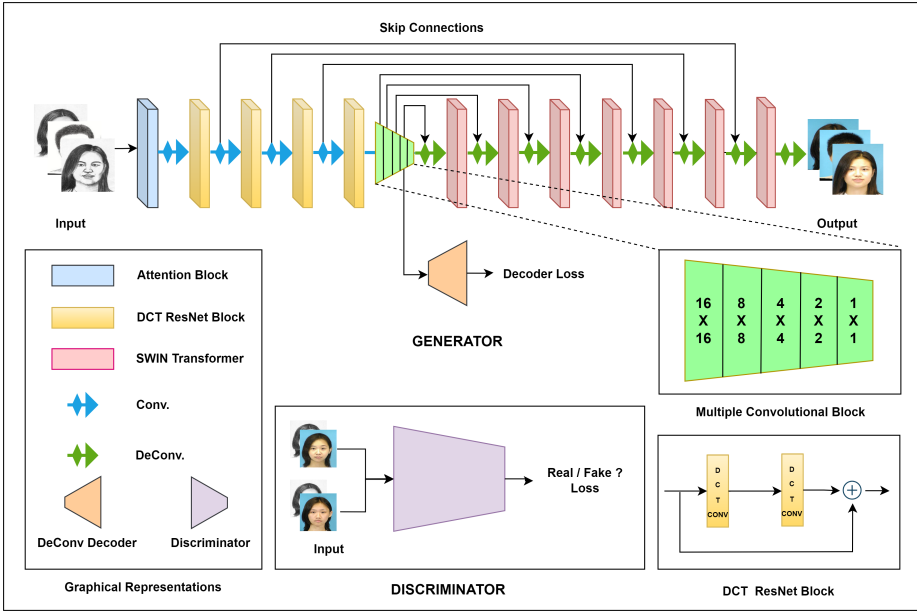 Skip Connections
Input
Output
Decoder Loss
GENERATOR
Attention Block
DCT ResNet Block
SWIN Transformer
Conv.
DeConv.
DeConv Decoder
Discriminator
Graphical Representations
16 8 4 2 1
X X X X X
16 8 4 2 1
Multiple Convolutional Block
Real / Fake ?
Loss
Input
DISCRIMINATOR
D D
C C
T T
CONV CONV
DCT ResNet Block